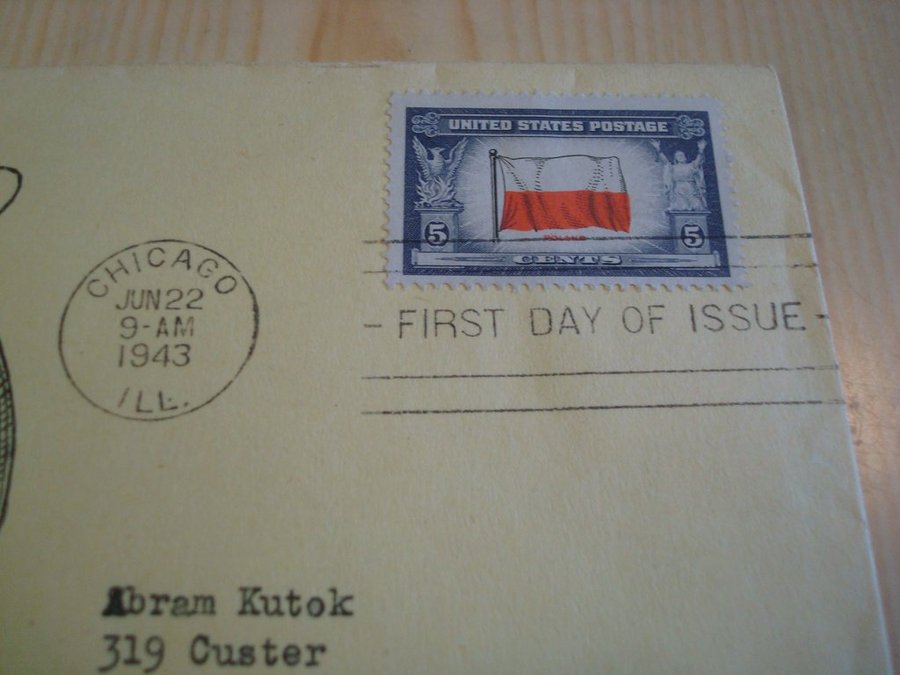 UNITED STATES POSTAGE
POLAND
5 5
CENTS
CHICAGO
JUN 22
9-AM
1943
ILL.
- FIRST DAY OF ISSUE -
Abram Kutok
319 Custer